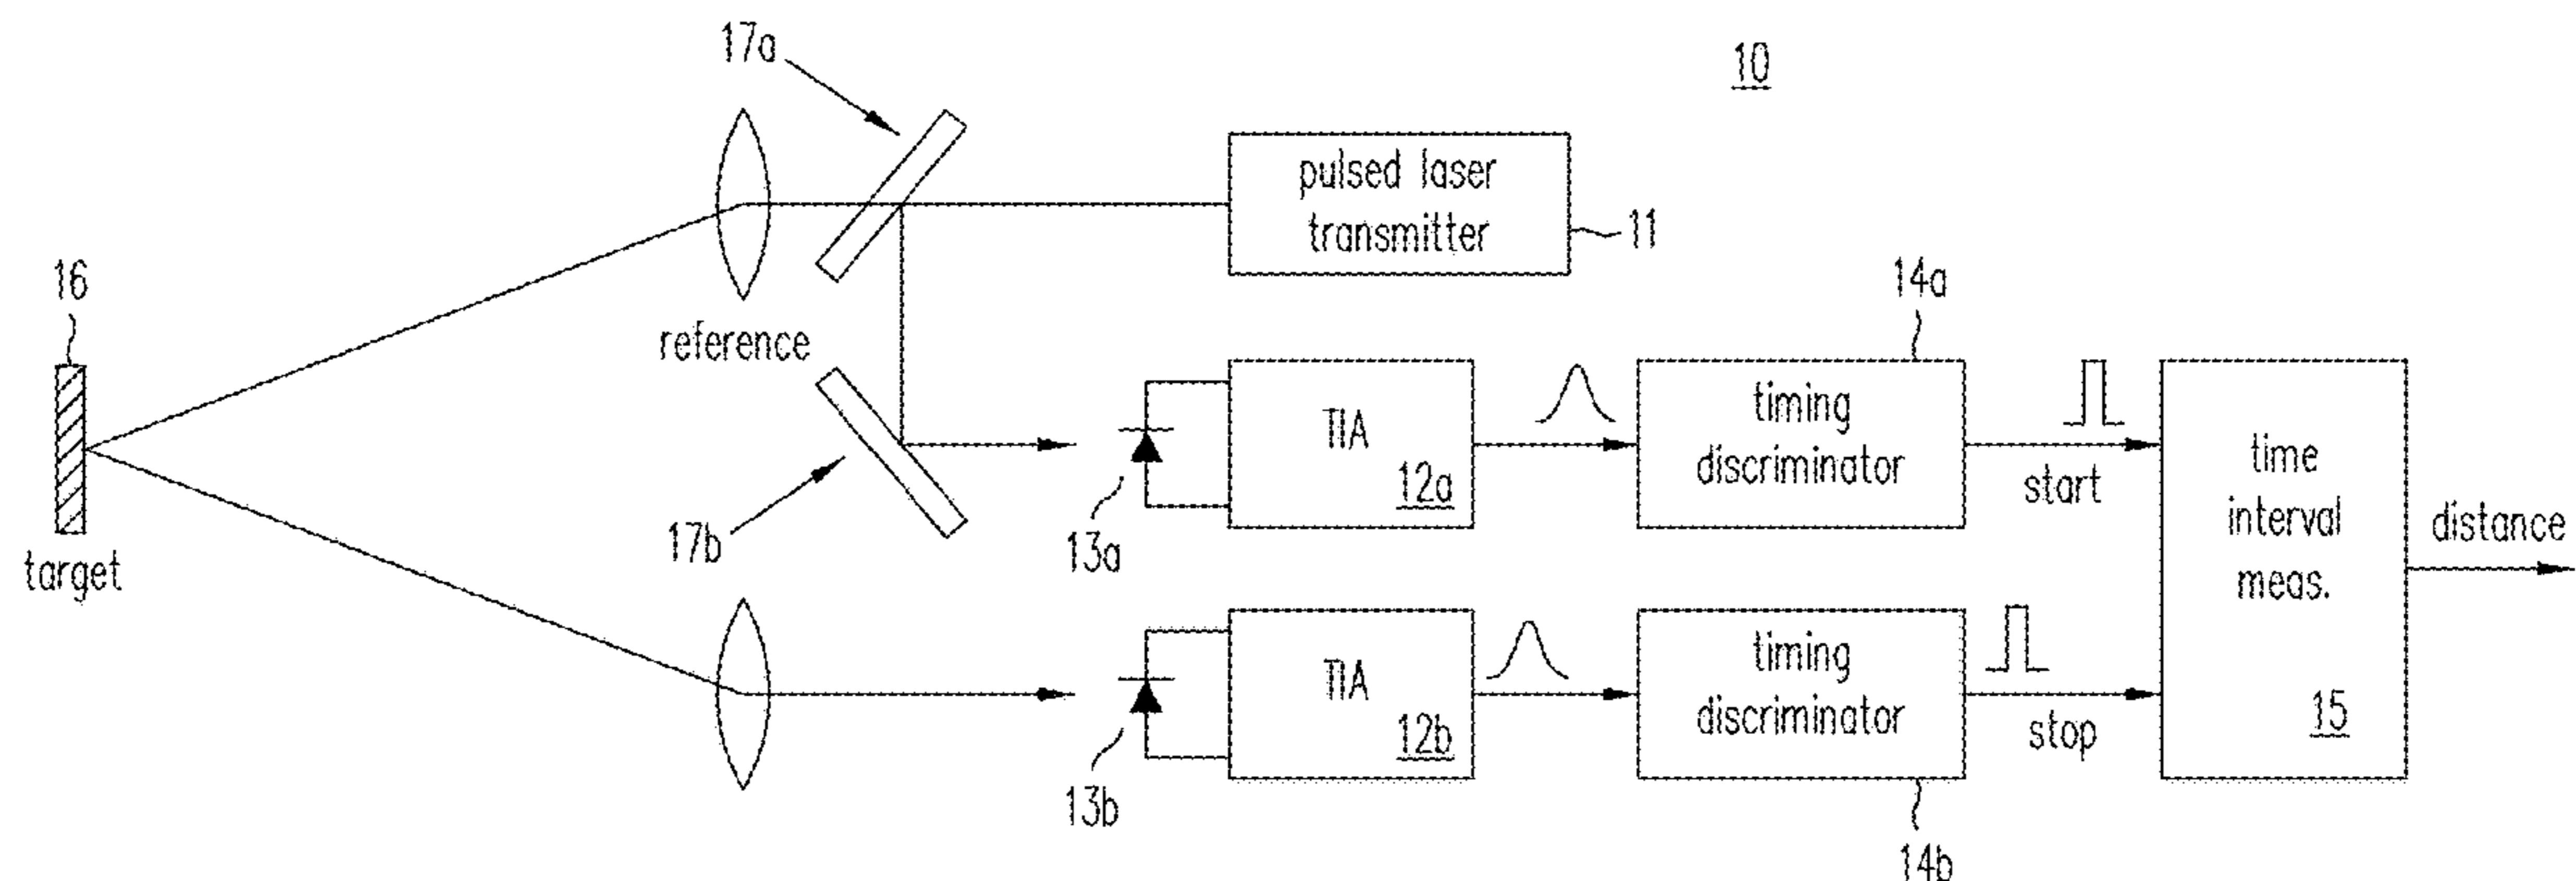 17a
10
pulsed laser
transmitter
11
16
14a
reference
TIA
12a
timing
discriminator
start
time
interval
meas.
15
distance
target
17b
13a
TIA
12b
timing
discriminator
stop
13b
14b